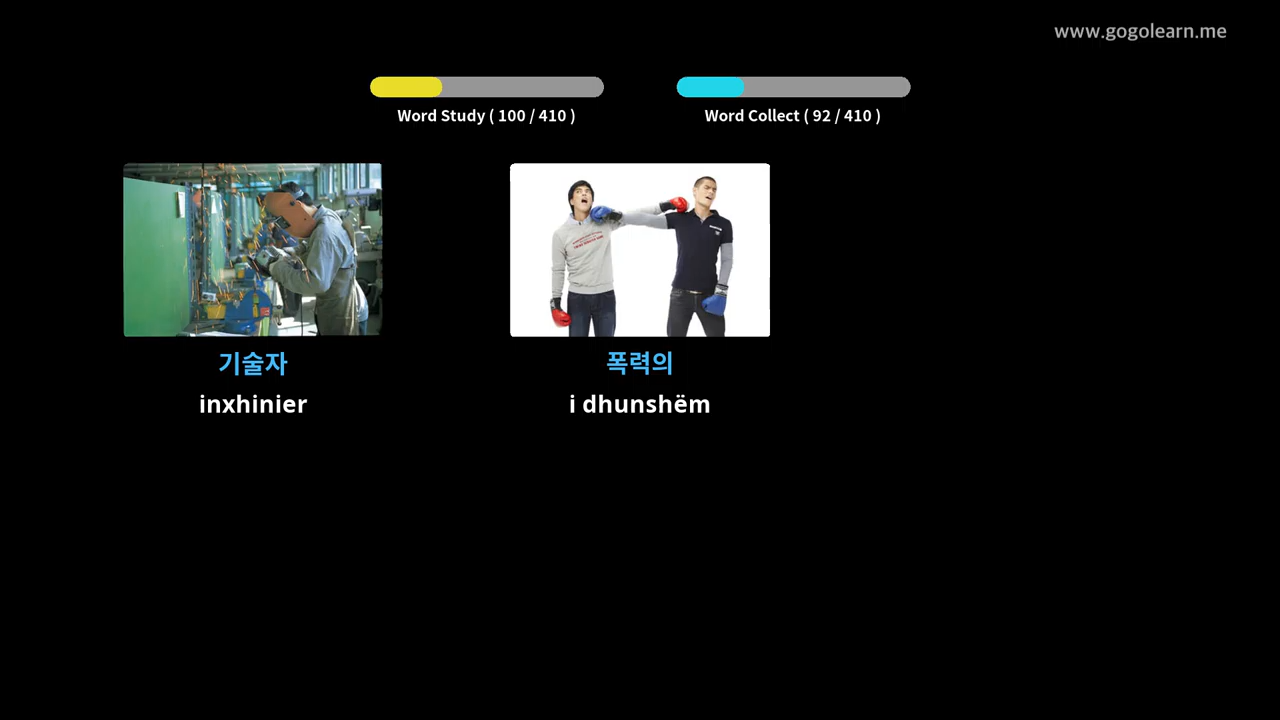 www.gogolearn.me
Word Study ( 100 / 410 )
Word Collect ( 92 / 410 )
기술자
inxhinier
폭력의
i dhunshëm